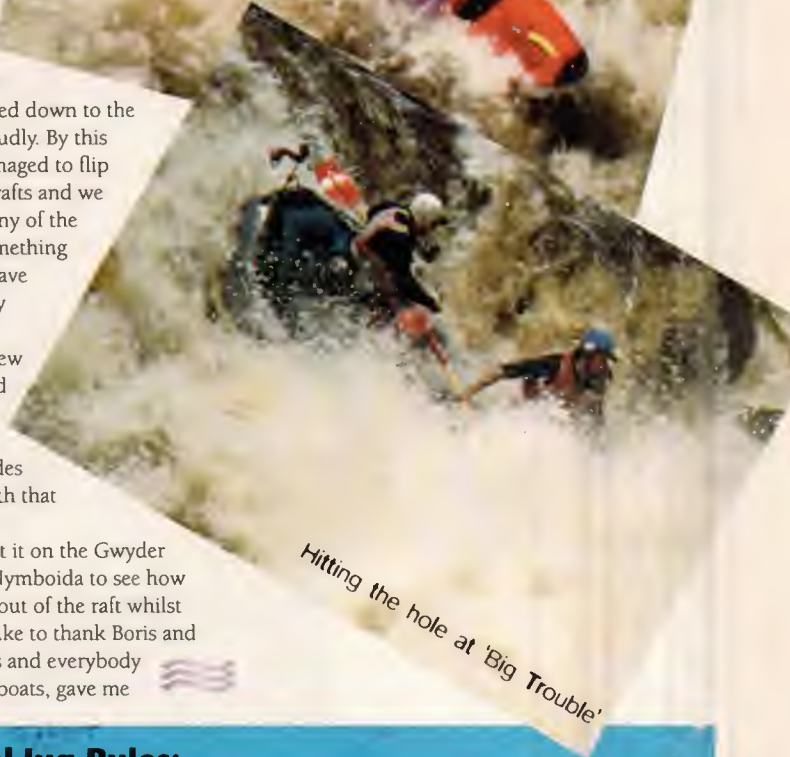 ed down to the
udly. By this
naged to flip
rafts and we
ny of the
mething
ave
y
ew
d
des
th that
t it on the Gwyder
Nymboida to see how
out of the raft whilst
ike to thank Boris and
s and everybody
boats, gave me
Hitting the hole at 'Big Trouble'
Jug Rules: